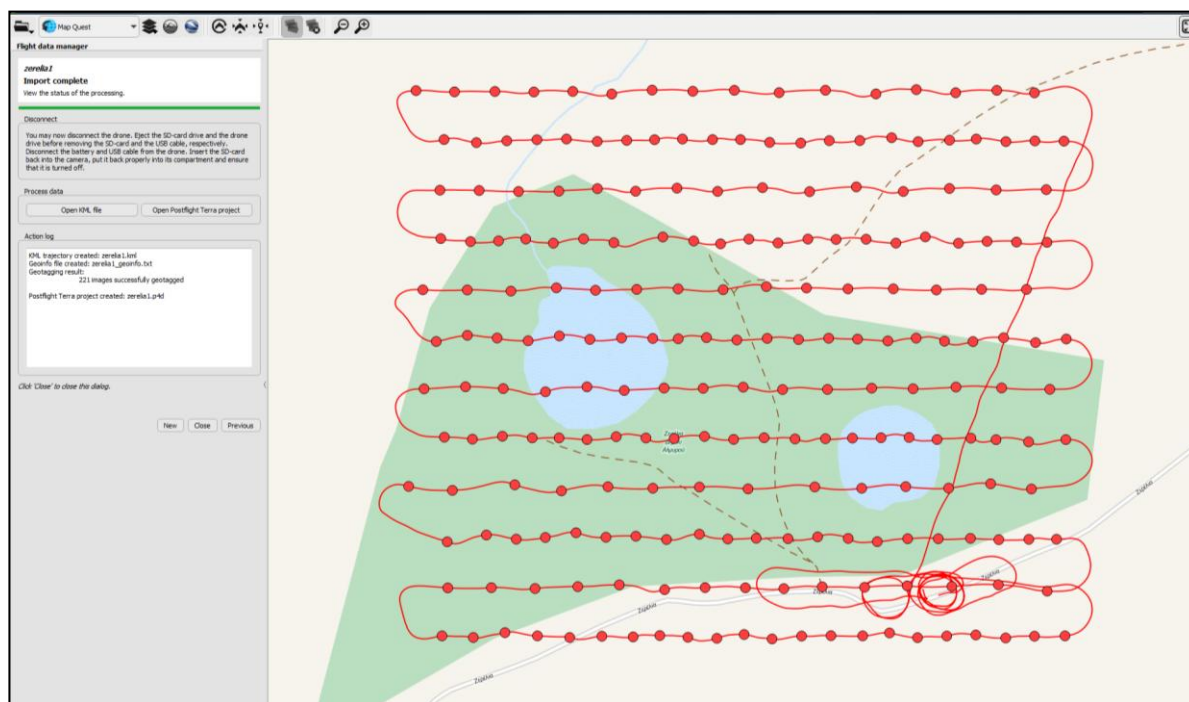 Map Quest
Flight data manager
zerelia1
Import complete
View the status of the processing.
Disconnect
You may now disconnect the drone. Eject the SD-card drive and the drone
drive before removing the SD-card and the USB cable, respectively.
Disconnect the battery and USB cable from the drone. Insert the SD-card
back into the camera, put it back properly into its compartment and ensure
that it is turned off.
Process data
Open KML file
Open Postflight Terra project
Action log
KML trajectory created: zerelia1.kml
Geoinfo file created: zerelia1_geoinfo.txt
Geotagging result:
221 images successfully geotagged
Postflight Terra project created: zerelia1.p4d
Click 'Close' to close this dialog.
New Close Previous